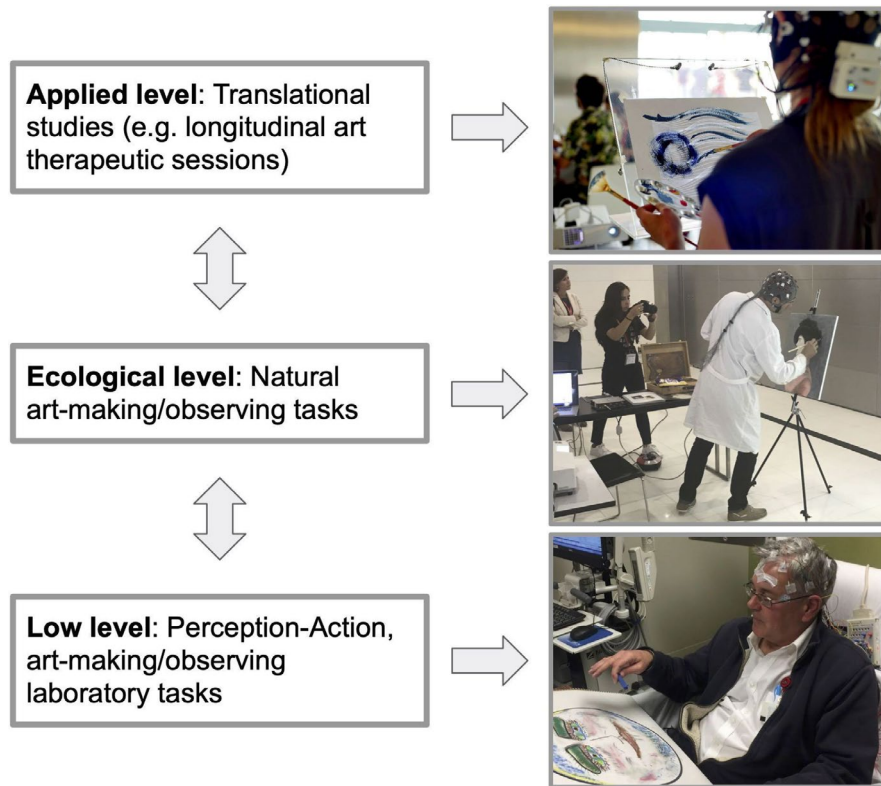 Applied level: Translational
studies (e.g. longitudinal art
therapeutic sessions)
Ecological level: Natural
art-making/observing tasks
Low level: Perception-Action,
art-making/observing
laboratory tasks